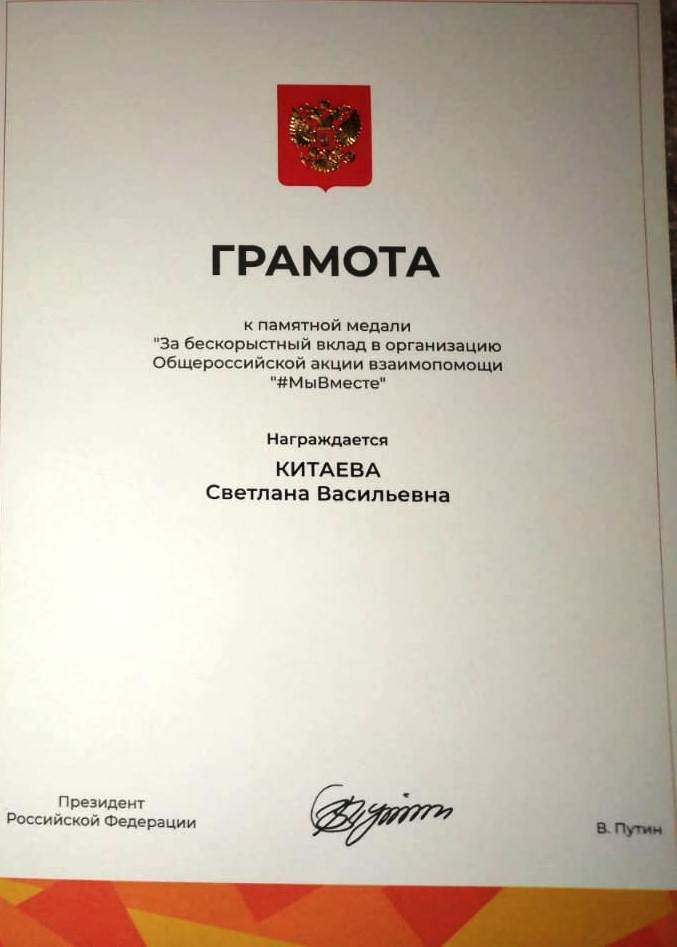 ГРАМОТА
к памятной медали
"За бескорыстный вклад в организацию
Общероссийской акции взаимопомощи
"#МыВместе"
Награждается
КИТАЕВА
Светлана Васильевна
Президент
Российской Федерации
В. Путин